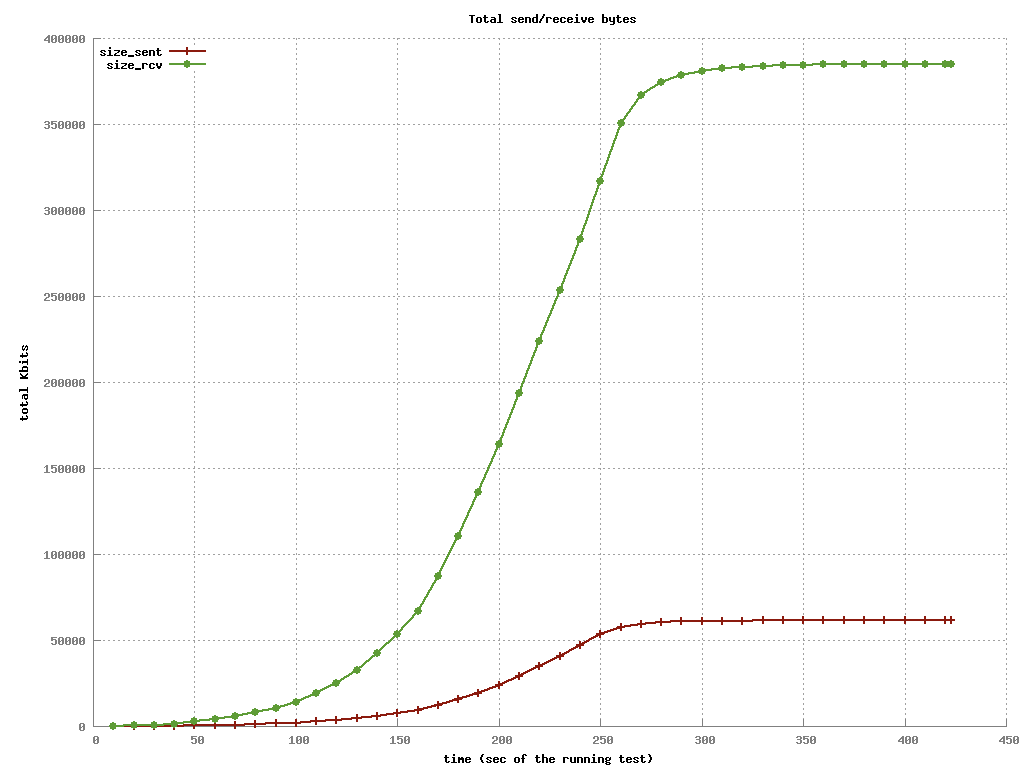 Total send/receive bytes
400000
size_sent
size_rcv
350000
300000
250000
200000
total Kbits
150000
100000
50000
0
0 50 100 150 200 250 300 350 400 450
time (sec of the running test)